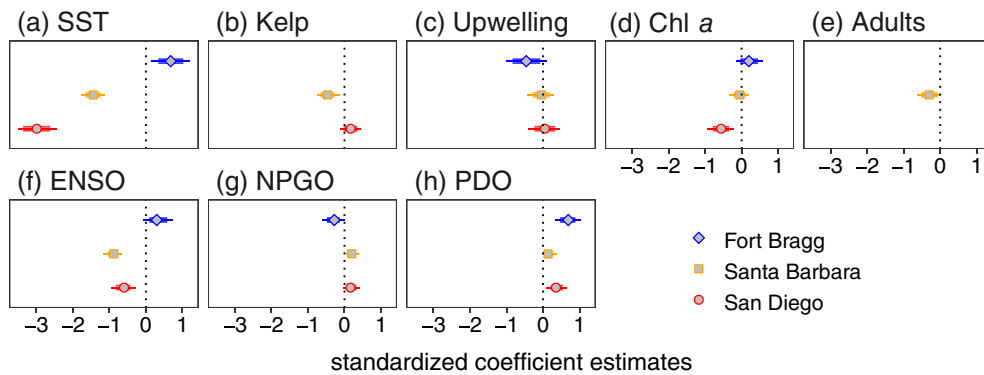 (a) SST (b) Kelp (c) Upwelling (d) Chl a (e) Adults
−3 −2 −1 0 1 −3 −2 −1 0 1
(f) ENSO (g) NPGO (h) PDO
Fort Bragg
Santa Barbara
San Diego
−3 −2 −1 0 1 −3 −2 −1 0 1 −3 −2 −1 0 1
standardized coefficient estimates